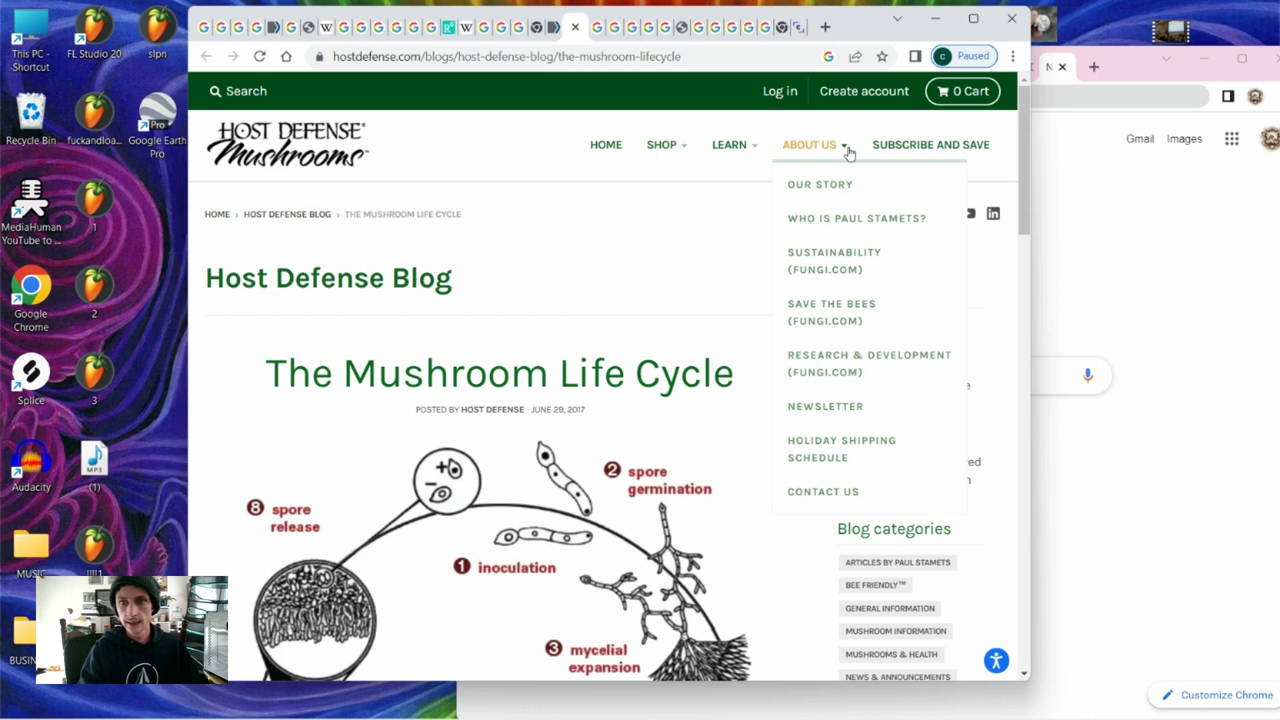 This PC - Shortcut
FL Studio 20
slpn
Recycle Bin
fuckandloa...
Google Earth Pro
MediaHuman YouTube to ...
1
Google Chrome
2
Splice
3
Audacity
(1)
MP3
MUSIC
!!!!1
hostdefense.com/blogs/host-defense-blog/the-mushroom-lifecycle
C
Paused
Search
Log in
Create account
0 Cart
HOST DEFENSE®
Mushrooms™
HOME
SHOP
LEARN
ABOUT US
SUBSCRIBE AND SAVE
OUR STORY
WHO IS PAUL STAMETS?
SUSTAINABILITY
(FUNGI.COM)
SAVE THE BEES
(FUNGI.COM)
RESEARCH & DEVELOPMENT
(FUNGI.COM)
NEWSLETTER
HOLIDAY SHIPPING
SCHEDULE
CONTACT US
HOME › HOST DEFENSE BLOG › THE MUSHROOM LIFE CYCLE
Host Defense Blog
The Mushroom Life Cycle
POSTED BY HOST DEFENSE · JUNE 29, 2017
8 spore
release
2 spore
germination
1 inoculation
3 mycelial
expansion
Blog categories
ARTICLES BY PAUL STAMETS
BEE FRIENDLY™
GENERAL INFORMATION
MUSHROOM INFORMATION
MUSHROOMS & HEALTH
NEWS & ANNOUNCEMENTS
Gmail
Images
Customize Chrome